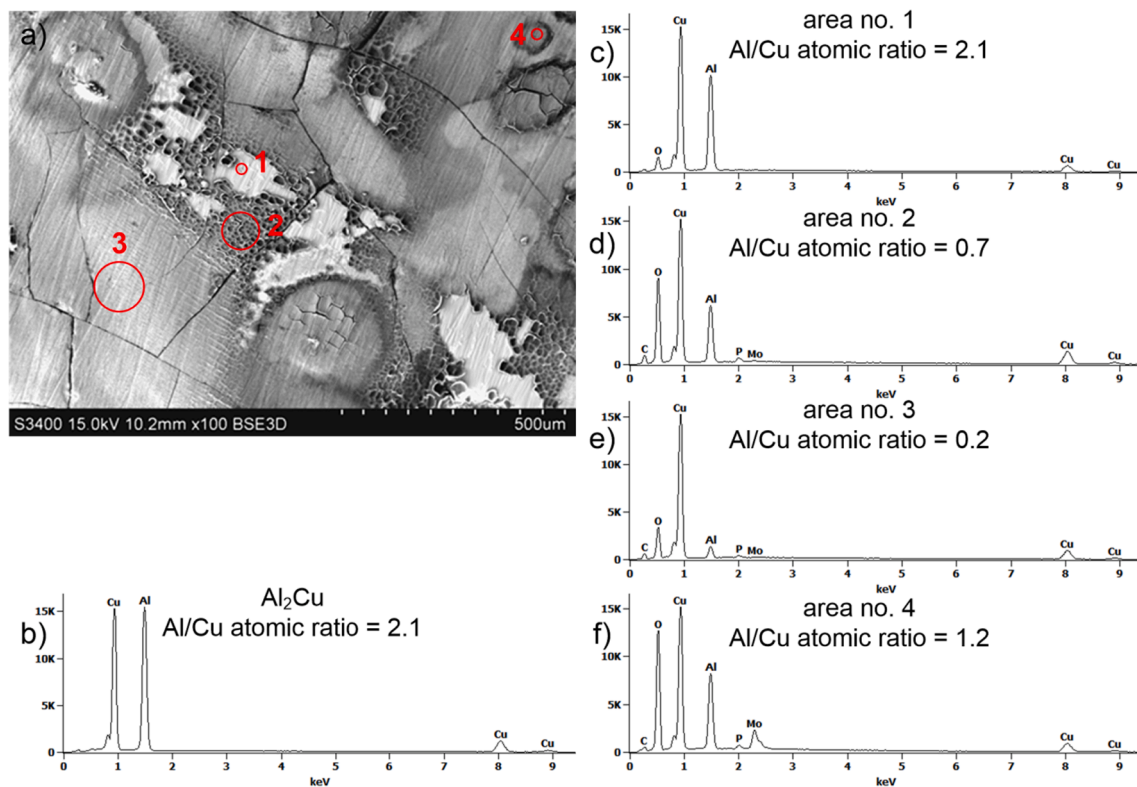 a)
4
1
2
3
S3400 15.0kV 10.2mm x100 BSE3D 500um
b)
Al₂Cu
Al/Cu atomic ratio = 2.1
15K
10K
5K
0
Cu
Al
Cu
Cu
0 1 2 4 6 8
keV
c)
area no. 1
Al/Cu atomic ratio = 2.1
15K
10K
5K
0
Cu
Al
O
Cu
Cu
0 1 2 3 4 5 6 7 8 9
keV
d)
area no. 2
Al/Cu atomic ratio = 0.7
15K
10K
5K
0
Cu
O
Al
C
P
Mo
Cu
Cu
0 1 2 3 4 5 6 7 8 9
keV
e)
area no. 3
Al/Cu atomic ratio = 0.2
15K
10K
5K
0
Cu
O
Al
C
P
Mo
Cu
Cu
0 1 2 3 4 5 6 7 8 9
keV
f)
area no. 4
Al/Cu atomic ratio = 1.2
15K
10K
5K
0
Cu
O
Al
Mo
C
P
Cu
Cu
0 1 2 3 4 5 6 7 8 9
keV